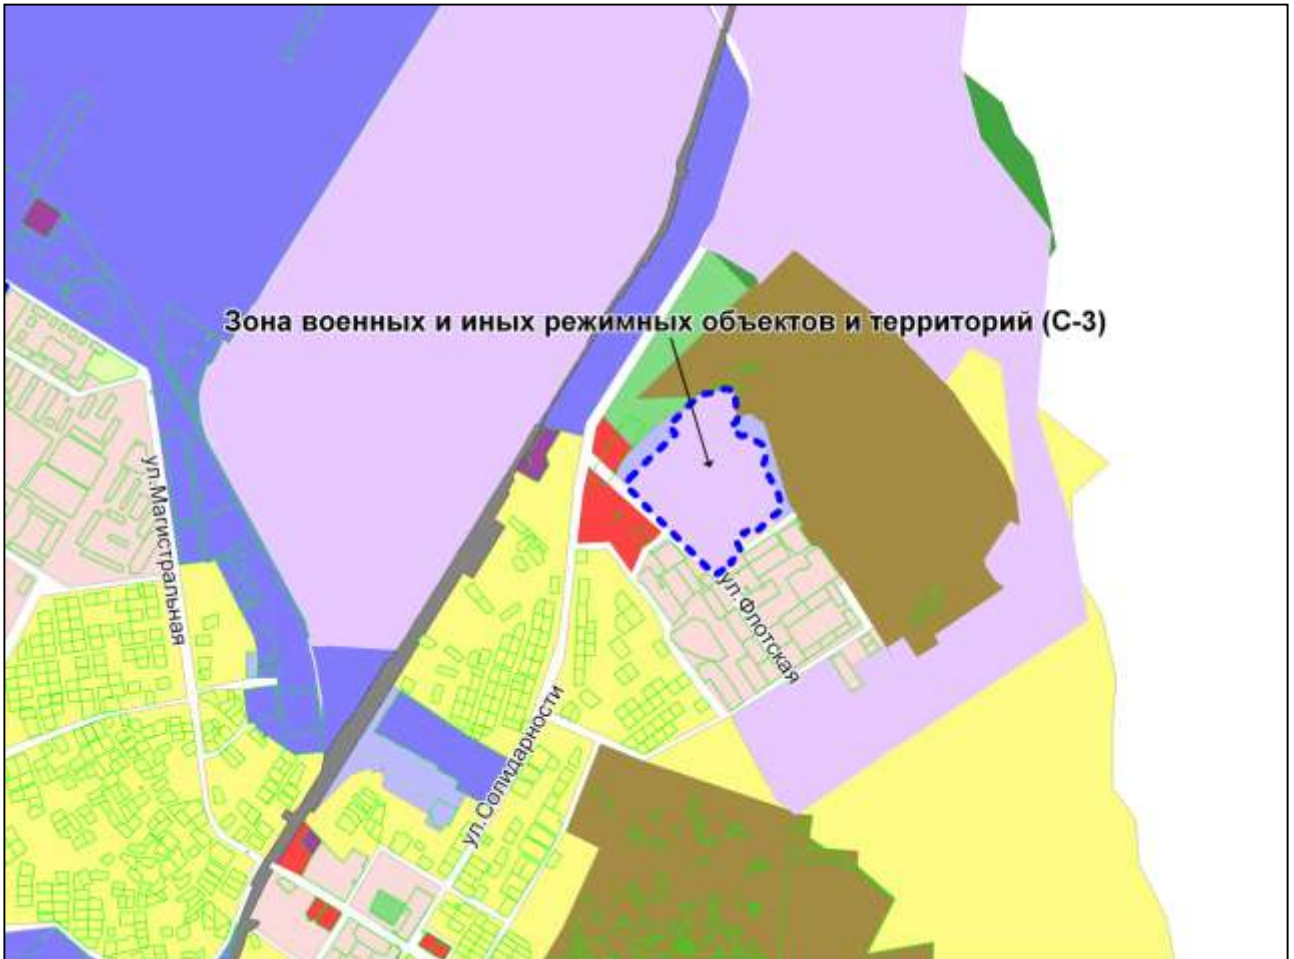 Зона военных и иных режимных объектов и территорий (С-3)
ул.Магистральная
ул.Флотская
ул.Солидарности